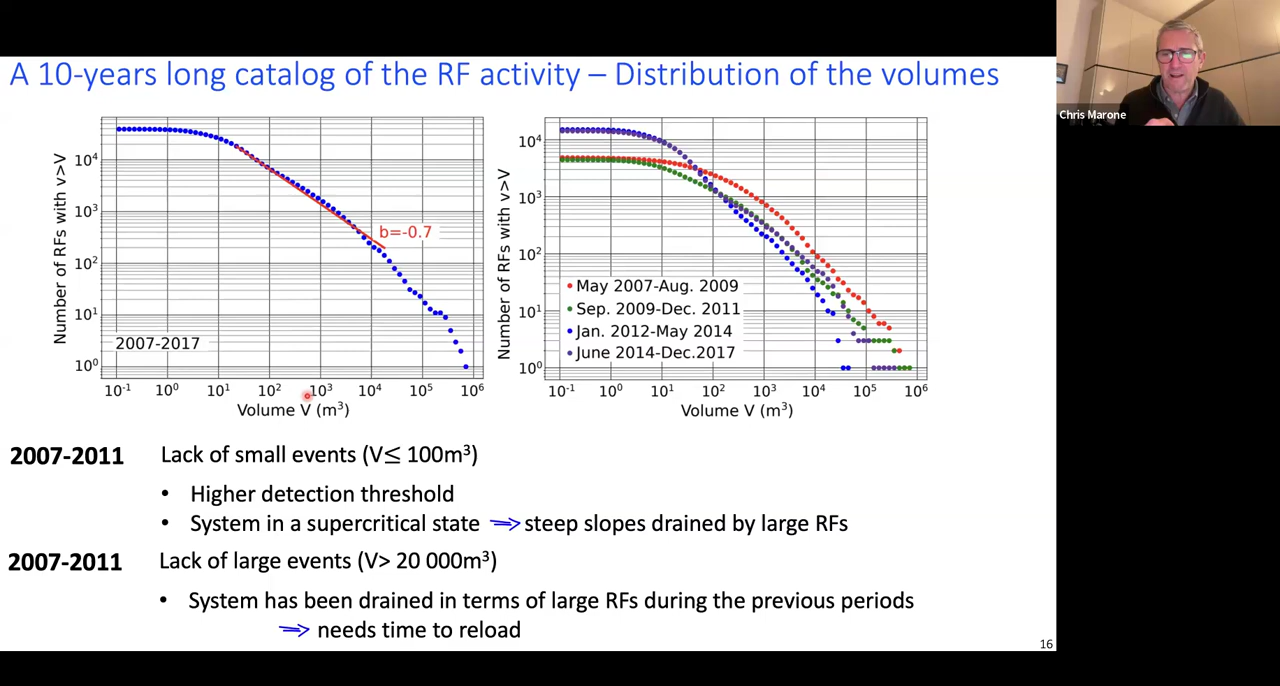 A 10-years long catalog of the RF activity – Distribution of the volumes
Chris Marone
Number of RFs with v>V
10⁴
10³
10²
10¹
10⁰
b=-0.7
2007-2017
10⁻¹ 10⁰ 10¹ 10² 10³ 10⁴ 10⁵ 10⁶
Volume V (m³)
Number of RFs with v>V
10⁴
10³
10²
10¹
10⁰
May 2007-Aug. 2009
Sep. 2009-Dec. 2011
Jan. 2012-May 2014
June 2014-Dec.2017
10⁻¹ 10⁰ 10¹ 10² 10³ 10⁴ 10⁵ 10⁶
Volume V (m³)
2007-2011 Lack of small events (V≤ 100m³)
• Higher detection threshold
• System in a supercritical state ⇒ steep slopes drained by large RFs
2007-2011 Lack of large events (V> 20 000m³)
• System has been drained in terms of large RFs during the previous periods
⇒ needs time to reload
16